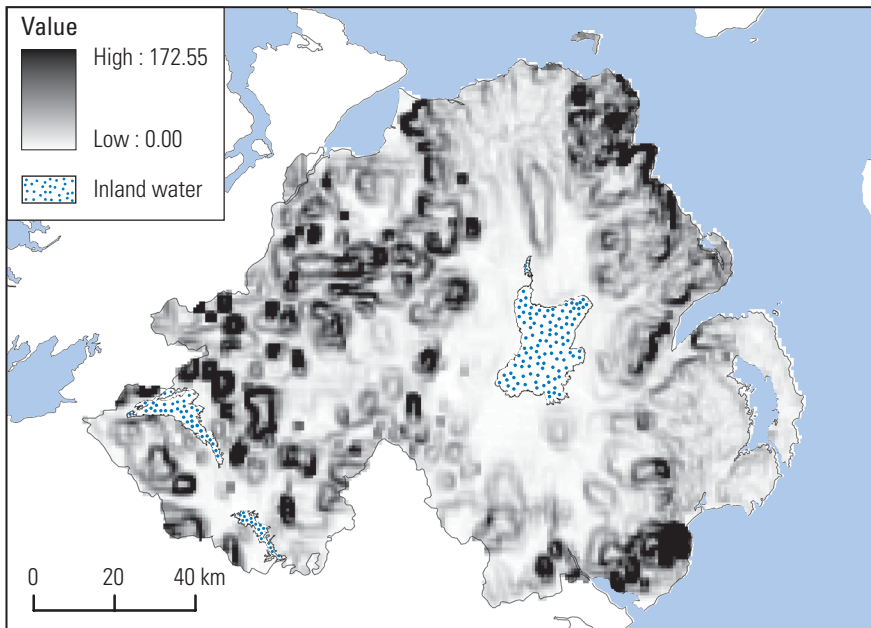 Value
High : 172.55
Low : 0.00
Inland water
0 20 40 km